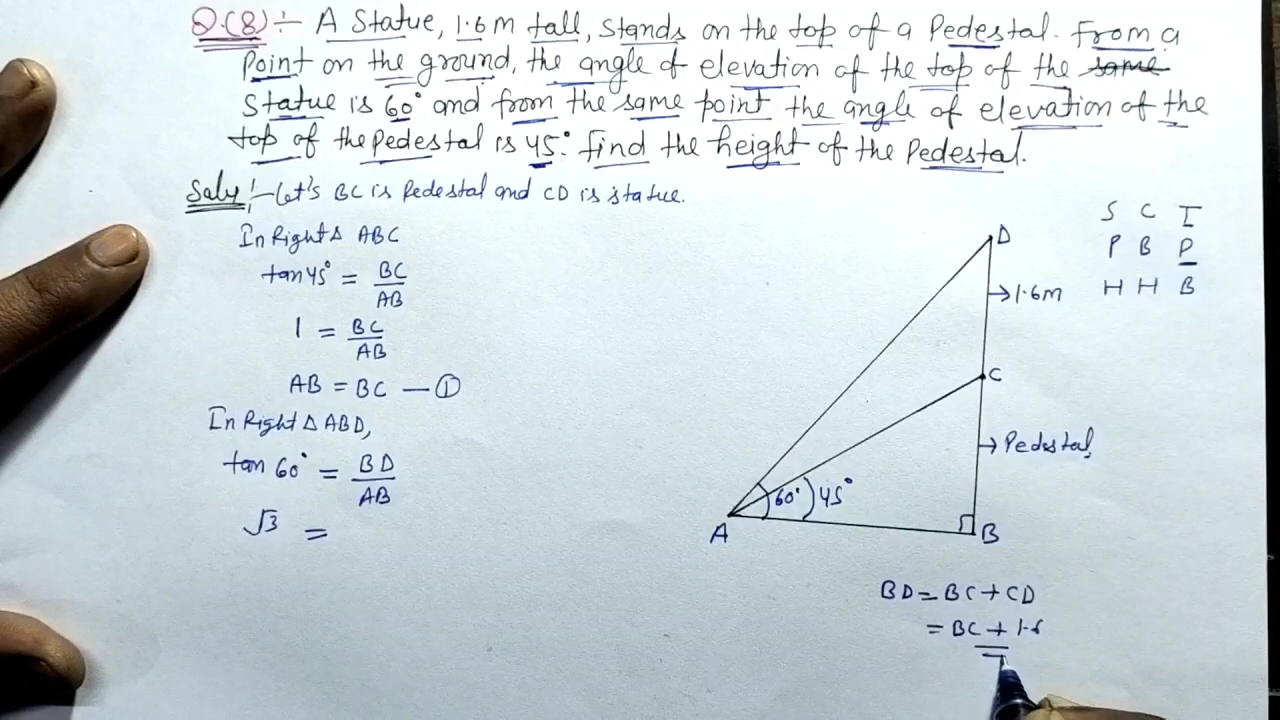 Q(8):- A Statue, 1.6 m tall, stands on the top of a Pedestal. From a
Point on the ground, the angle of elevation of the top of the same
Statue is 60° and from the same point the angle of elevation of the
top of the Pedestal is 45°. find the height of the Pedestal.
Solu:- Let's BC is Pedestal and CD is statue.
In Right Δ ABC
tan 45° = BC/AB
1 = BC/AB
AB = BC — ①
In Right Δ ABD,
tan 60° = BD/AB
√3 =
S C T
P B P
H H B
D
→1.6M
C
→ Pedestal,
60° 45°
A
B
BD = BC + CD
= BC + 1.6